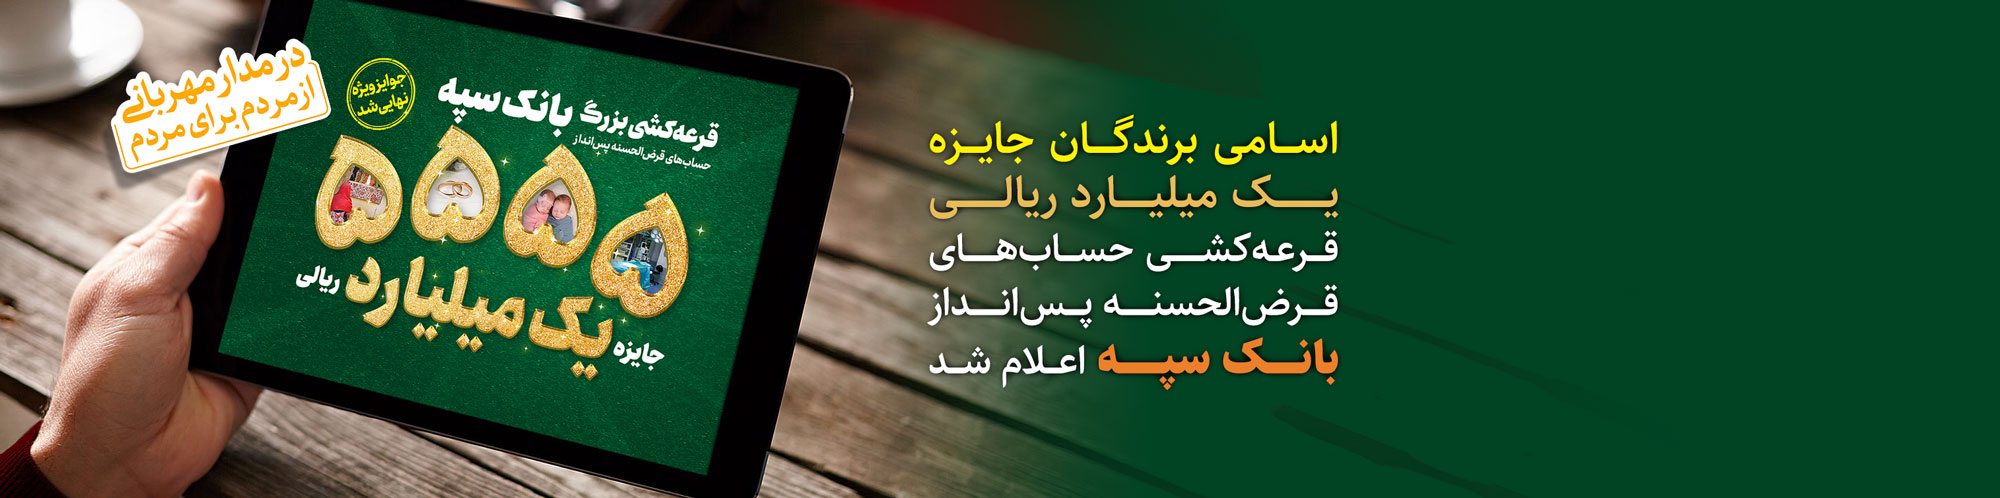 اسامی برندگان جایزه
یک میلیارد ریالی
قرعه‌کشی حساب‌های
قرض‌الحسنه پس‌انداز
بانک سپه اعلام شد
در مدار مهربانی
از مردم برای مردم
جوایز ویژه
نهایی شد
قرعه‌کشی بزرگ بانک سپه
حساب‌های قرض‌الحسنه پس‌انداز
۵۵۵۵
جایزه یک میلیارد ریالی